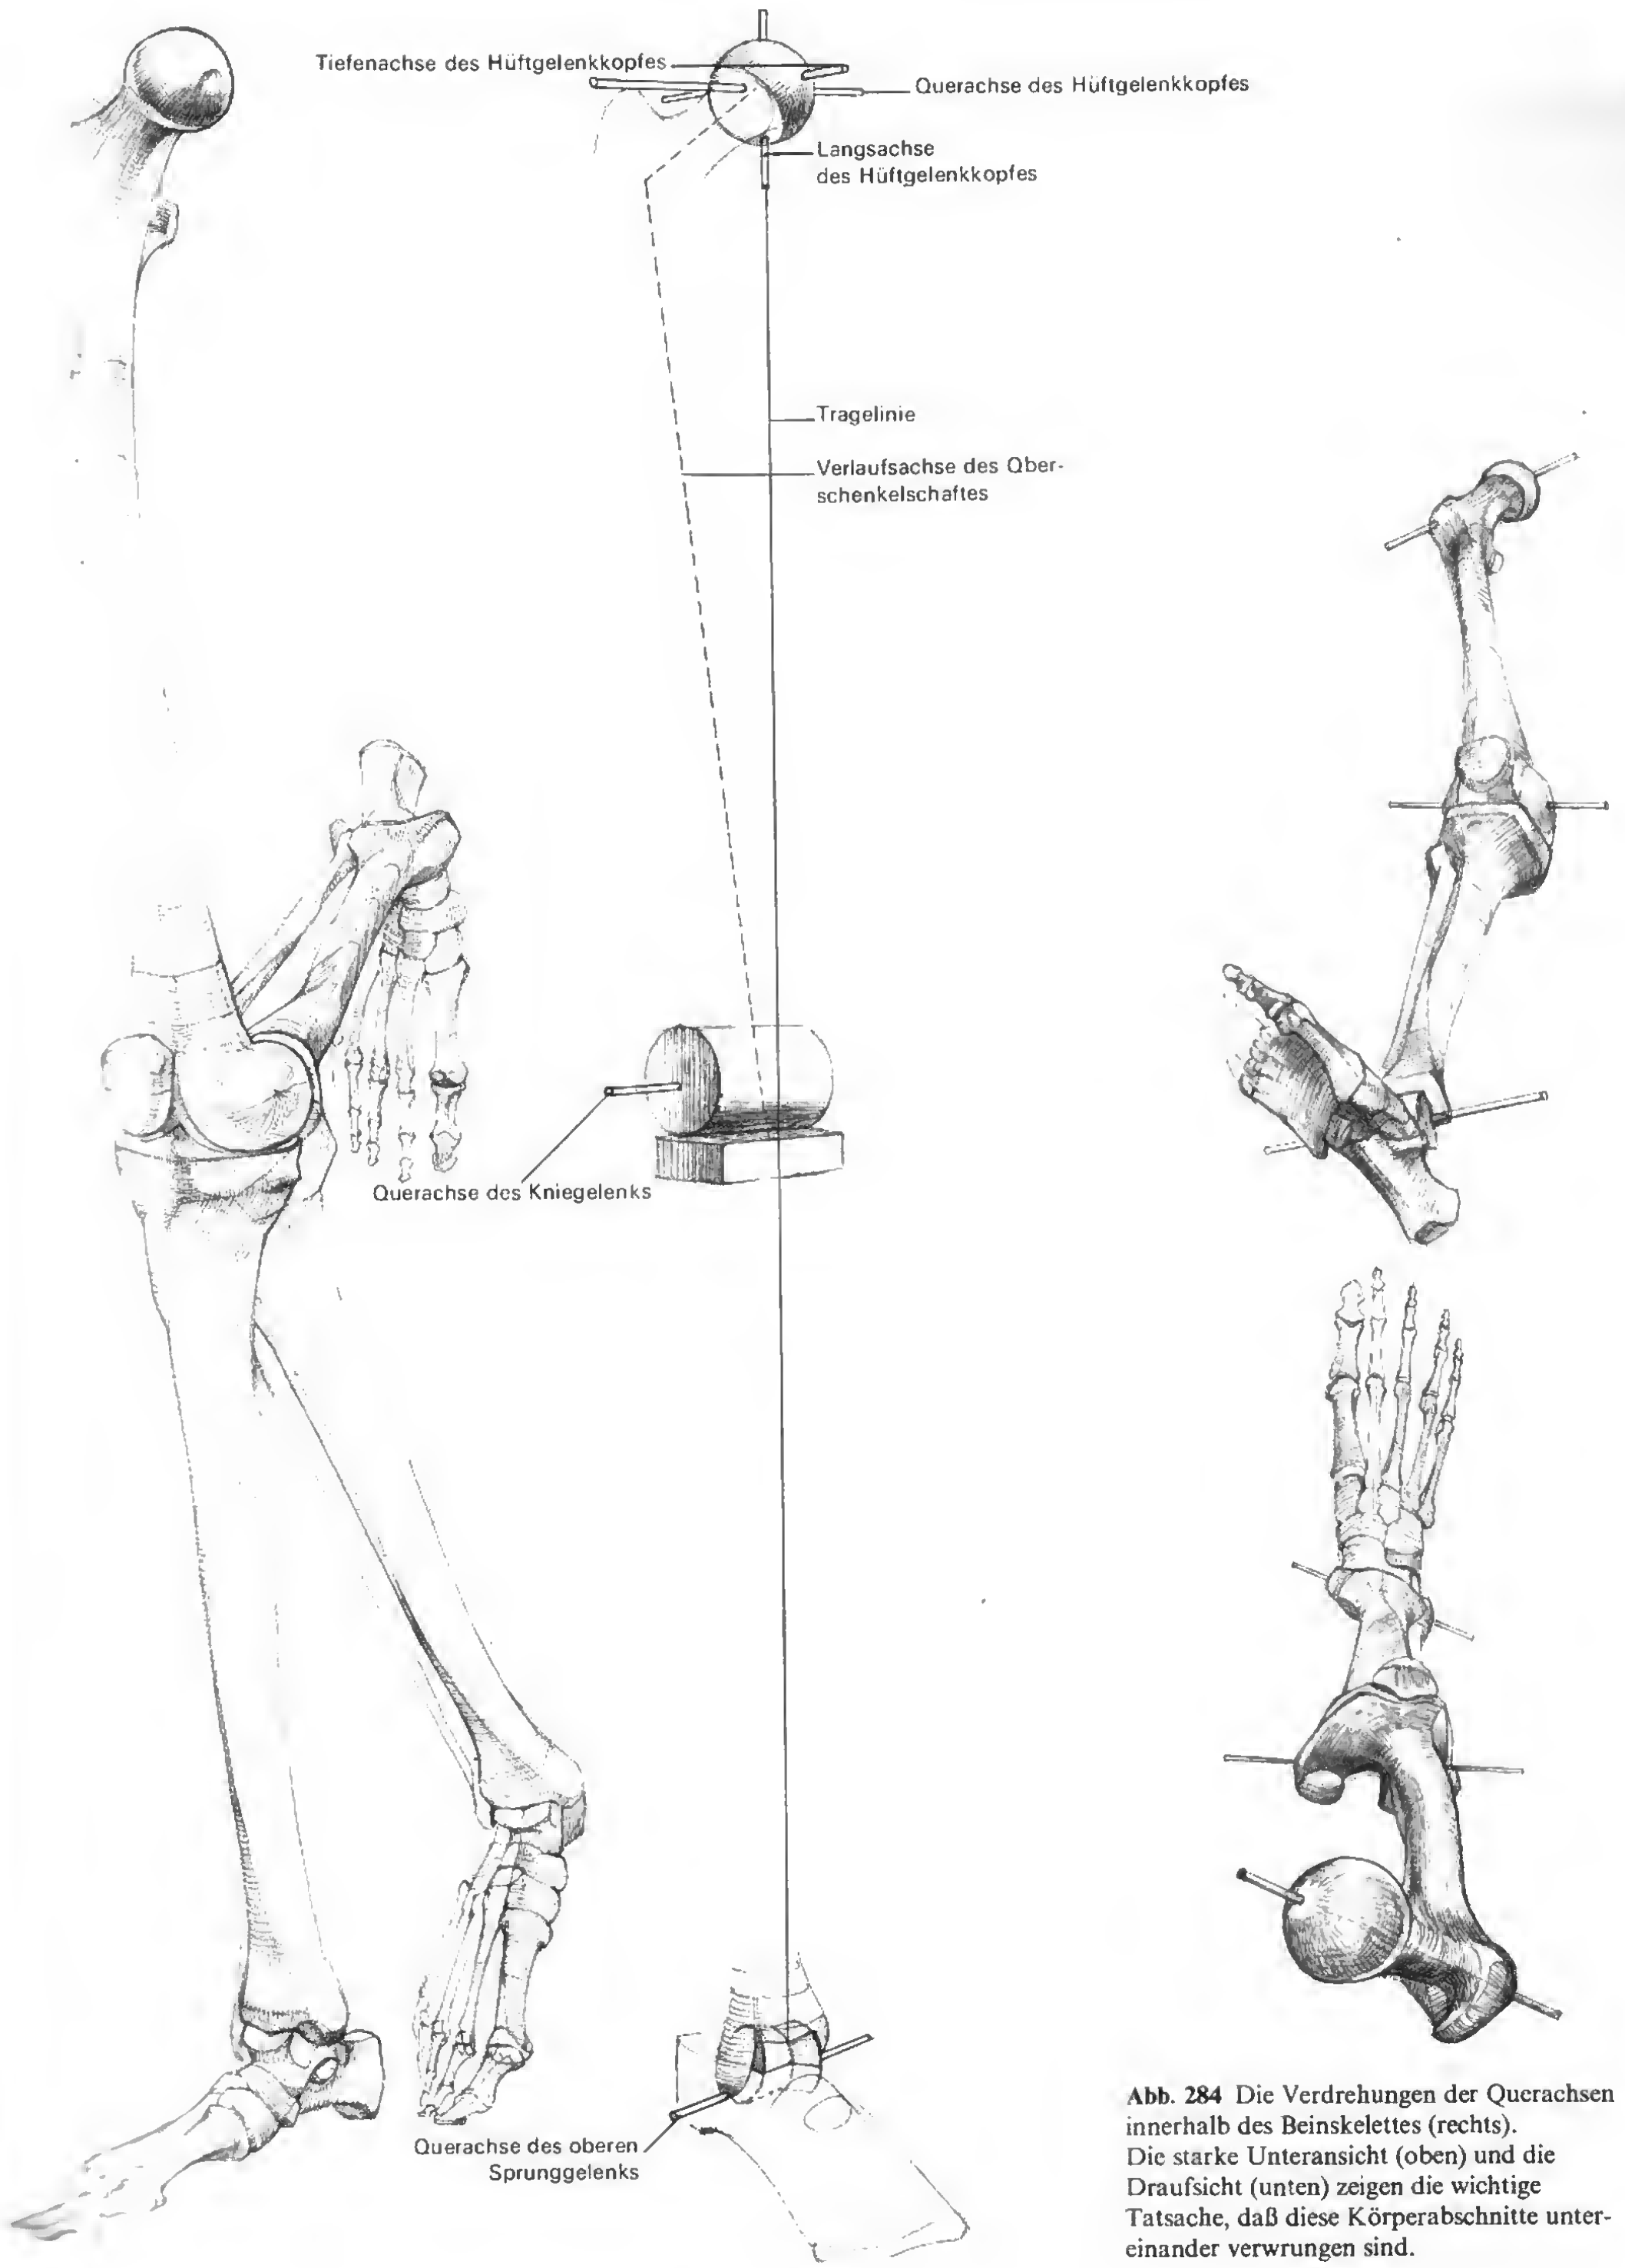 Tiefenachse des Hüftgelenkkopfes
Querachse des Hüftgelenkkopfes
Langsachse
des Hüftgelenkkopfes
Tragelinie
Verlaufsachse des Ober-
schenkelschaftes
Querachse des Kniegelenks
Querachse des oberen
Sprunggelenks
Abb. 284 Die Verdrehungen der Querachsen
innerhalb des Beinskelettes (rechts).
Die starke Unteransicht (oben) und die
Draufsicht (unten) zeigen die wichtige
Tatsache, daß diese Körperabschnitte unter-
einander verwrungen sind.